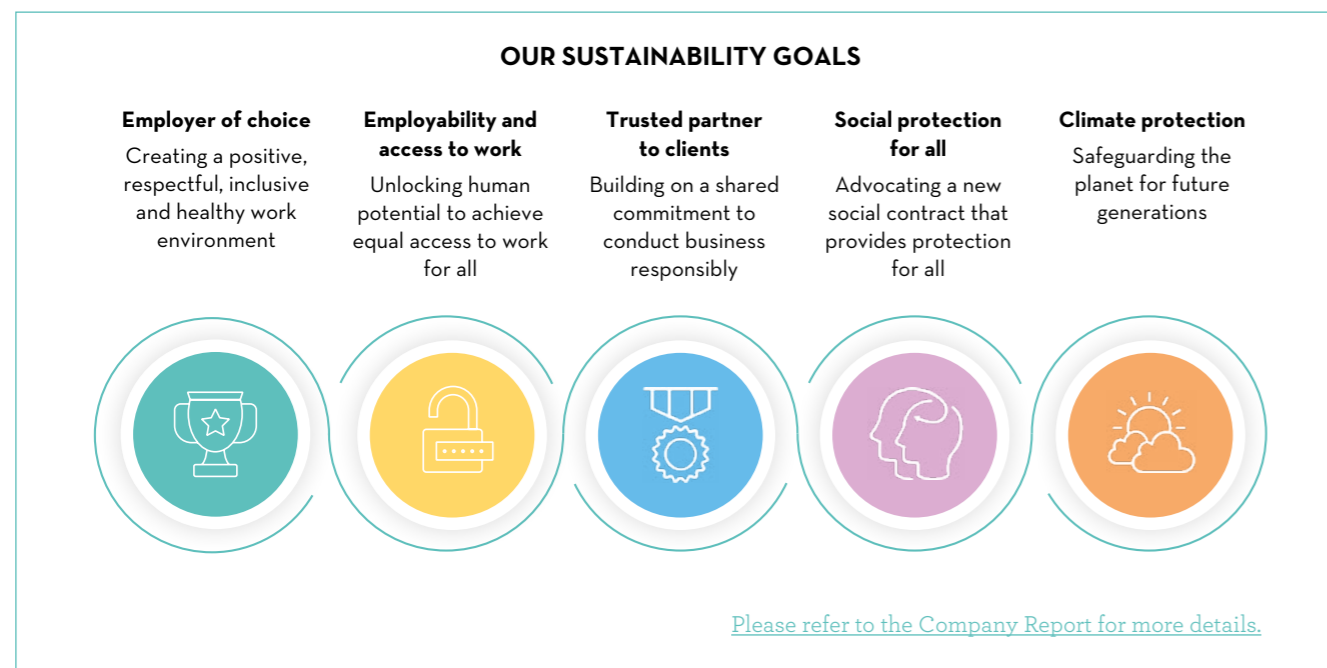 OUR SUSTAINABILITY GOALS
Employer of choice
Creating a positive,
respectful, inclusive
and healthy work
environment
Employability and
access to work
Unlocking human
potential to achieve
equal access to work
for all
Trusted partner
to clients
Building on a shared
commitment to
conduct business
responsibly
Social protection
for all
Advocating a new
social contract that
provides protection
for all
Climate protection
Safeguarding the
planet for future
generations
Please refer to the Company Report for more details.